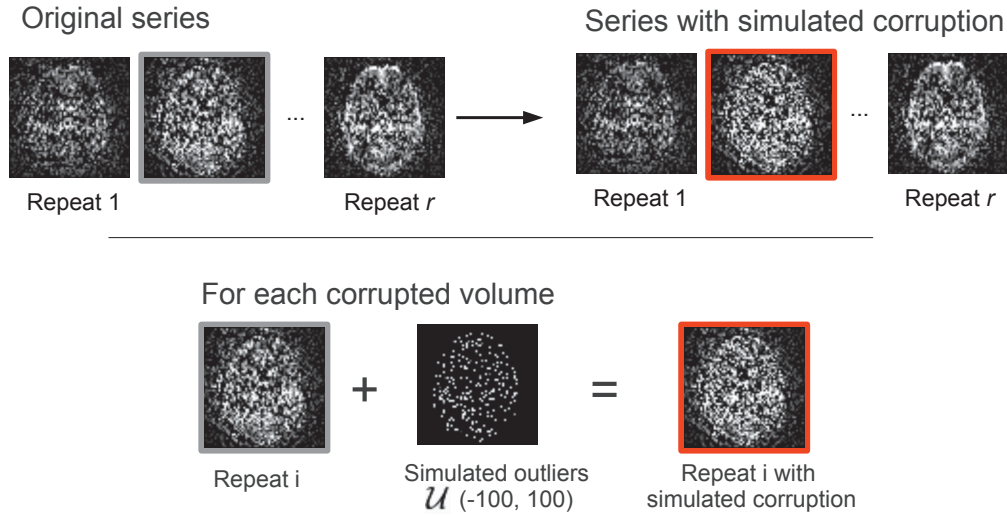 Original series
Series with simulated corruption
...
...
Repeat 1
Repeat r
Repeat 1
Repeat r
For each corrupted volume
+
=
Repeat i
Simulated outliers
𝒰 (-100, 100)
Repeat i with
simulated corruption